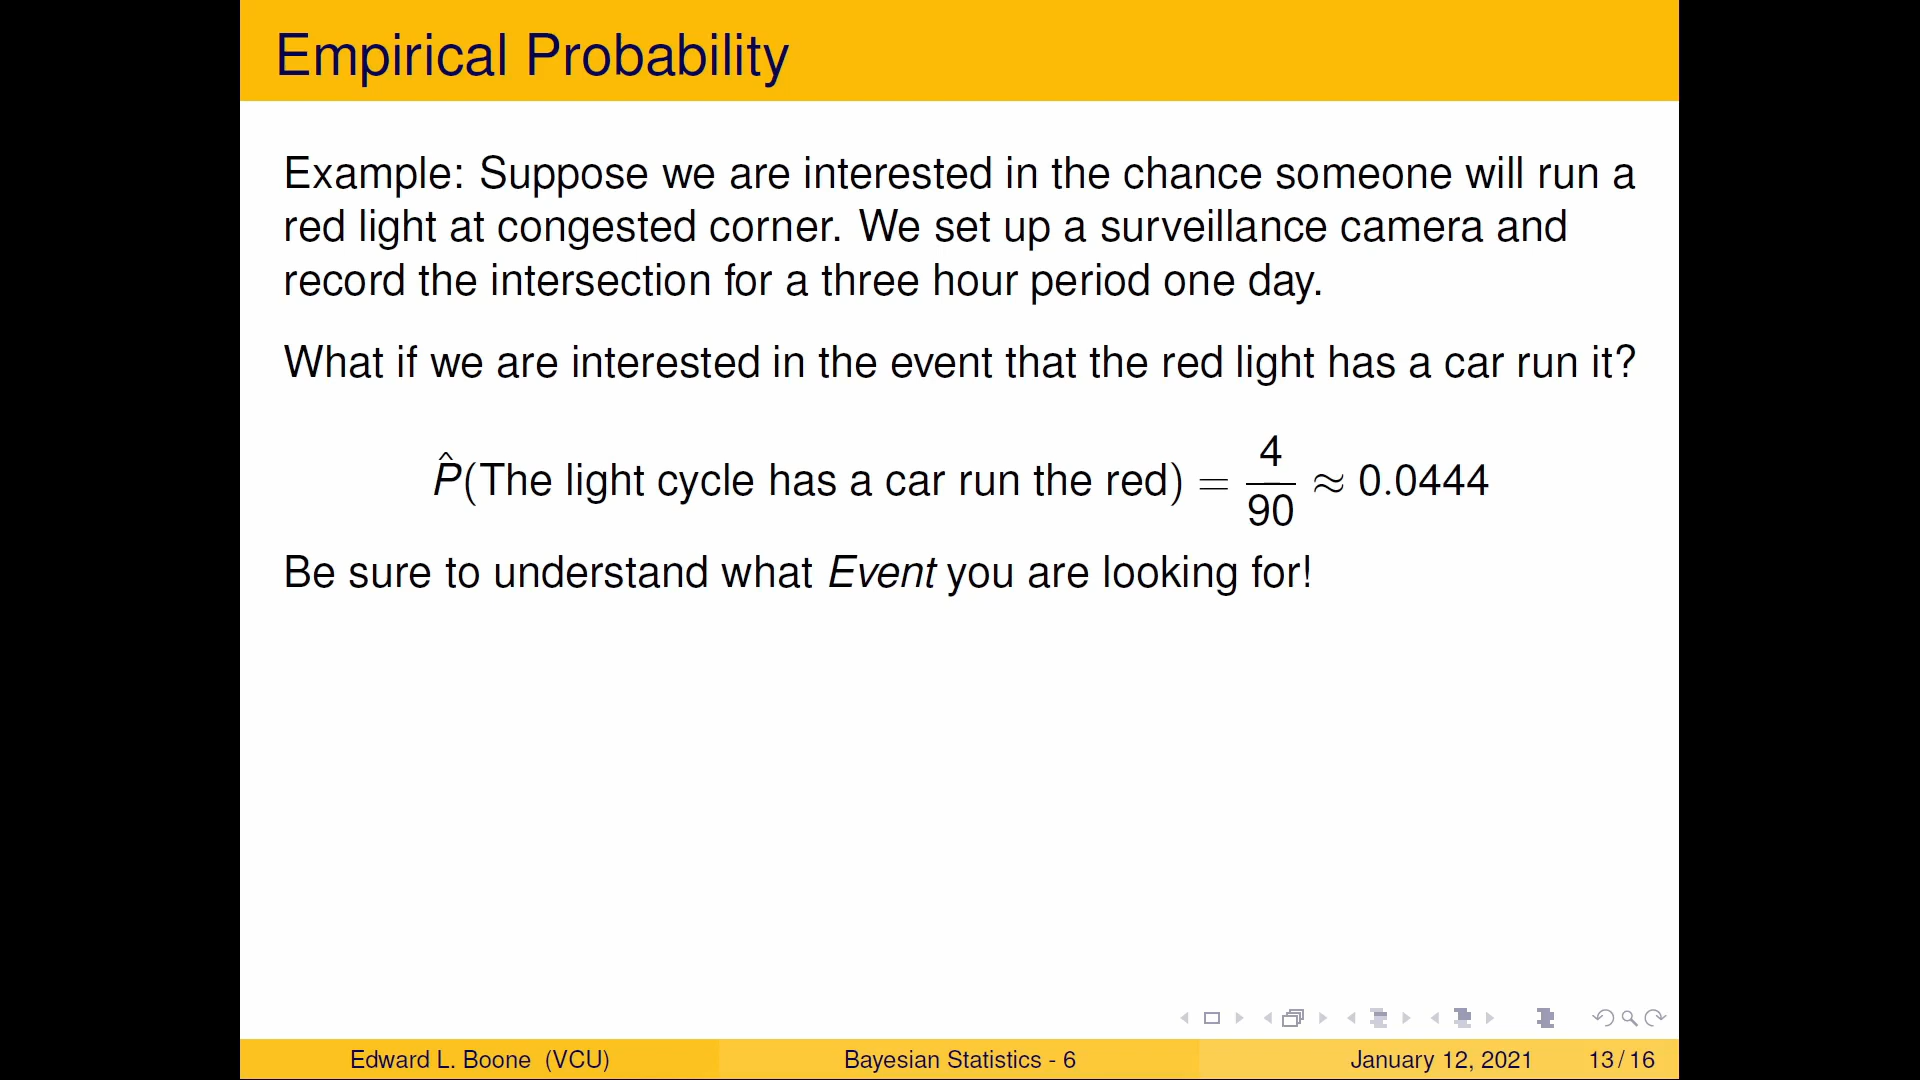 Empirical Probability
Example: Suppose we are interested in the chance someone will run a
red light at congested corner. We set up a surveillance camera and
record the intersection for a three hour period one day.
What if we are interested in the event that the red light has a car run it?
P̂(The light cycle has a car run the red) = 4/90 ≈ 0.0444
Be sure to understand what Event you are looking for!
Edward L. Boone (VCU) Bayesian Statistics - 6 January 12, 2021 13 / 16